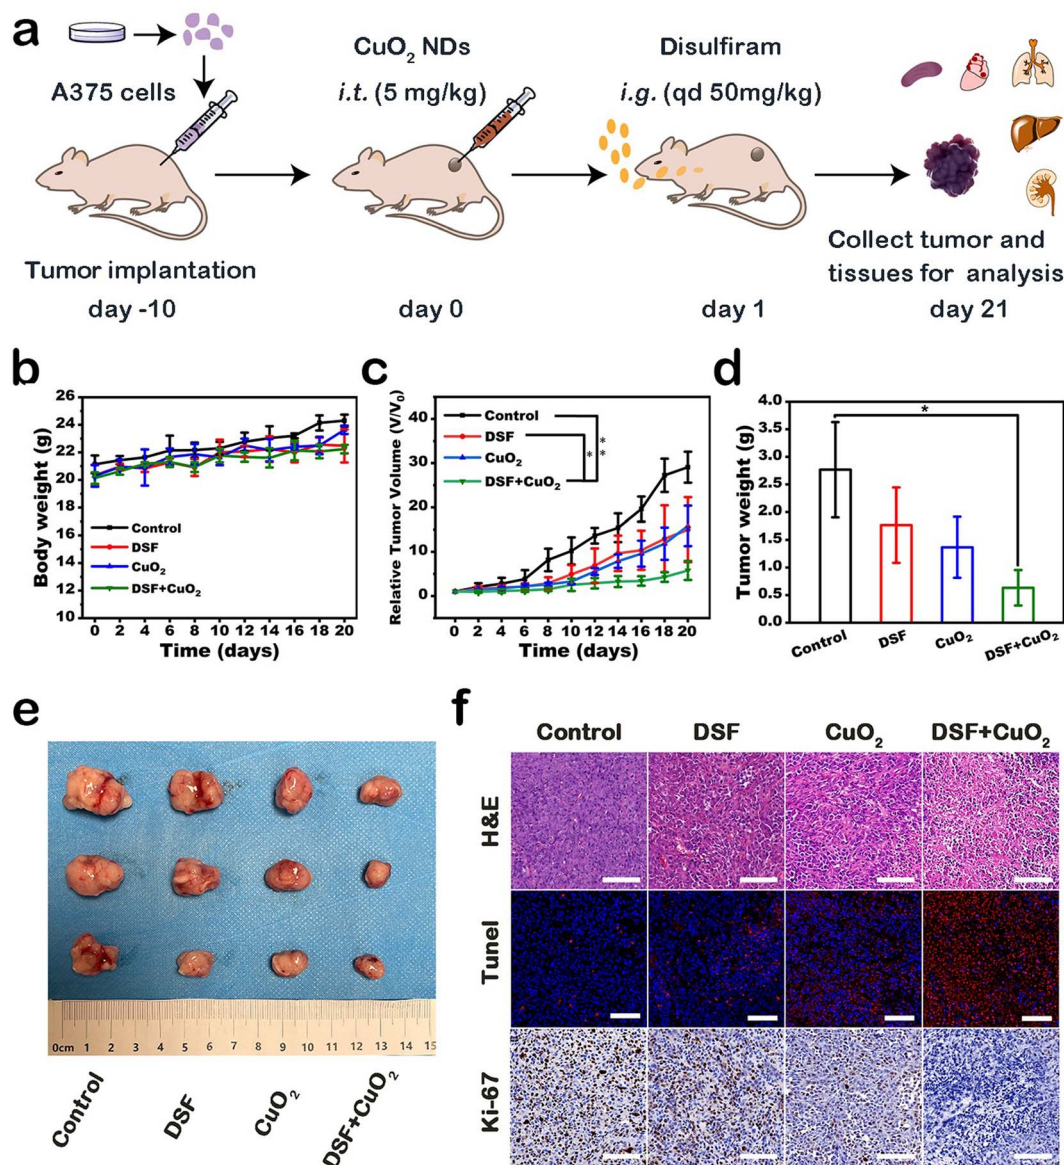 a
A375 cells
CuO₂ NDs
i.t. (5 mg/kg)
Disulfiram
i.g. (qd 50mg/kg)
Tumor implantation
day -10
day 0
day 1
Collect tumor and
tissues for analysis
day 21
b
Body weight (g)
26
24
22
20
18
16
14
12
10
Control
DSF
CuO₂
DSF+CuO₂
0 2 4 6 8 10 12 14 16 18 20
Time (days)
c
Relative Tumor Volume (V/V₀)
40
30
20
10
0
Control
DSF
CuO₂
DSF+CuO₂
*
**
0 2 4 6 8 10 12 14 16 18 20
Time (days)
d
Tumor weight (g)
4.0
3.5
3.0
2.5
2.0
1.5
1.0
0.5
0.0
*
Control
DSF
CuO₂
DSF+CuO₂
e
0cm 1 2 3 4 5 6 7 8 9 10 11 12 13 14 15
Control
DSF
CuO₂
DSF+CuO₂
f
Control DSF CuO₂ DSF+CuO₂
H&E
Tunel
Ki-67